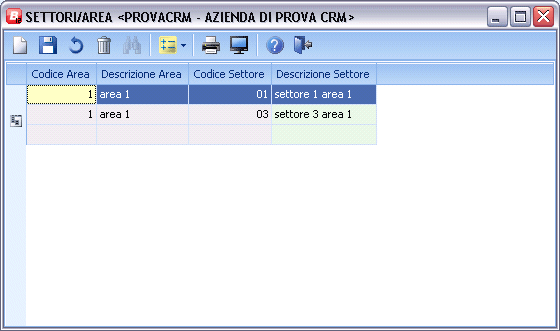 SETTORI/AREA <PROVACRM - AZIENDA DI PROVA CRM>
Codice Area Descrizione Area Codice Settore Descrizione Settore
1 area 1 01 settore 1 area 1
1 area 1 03 settore 3 area 1